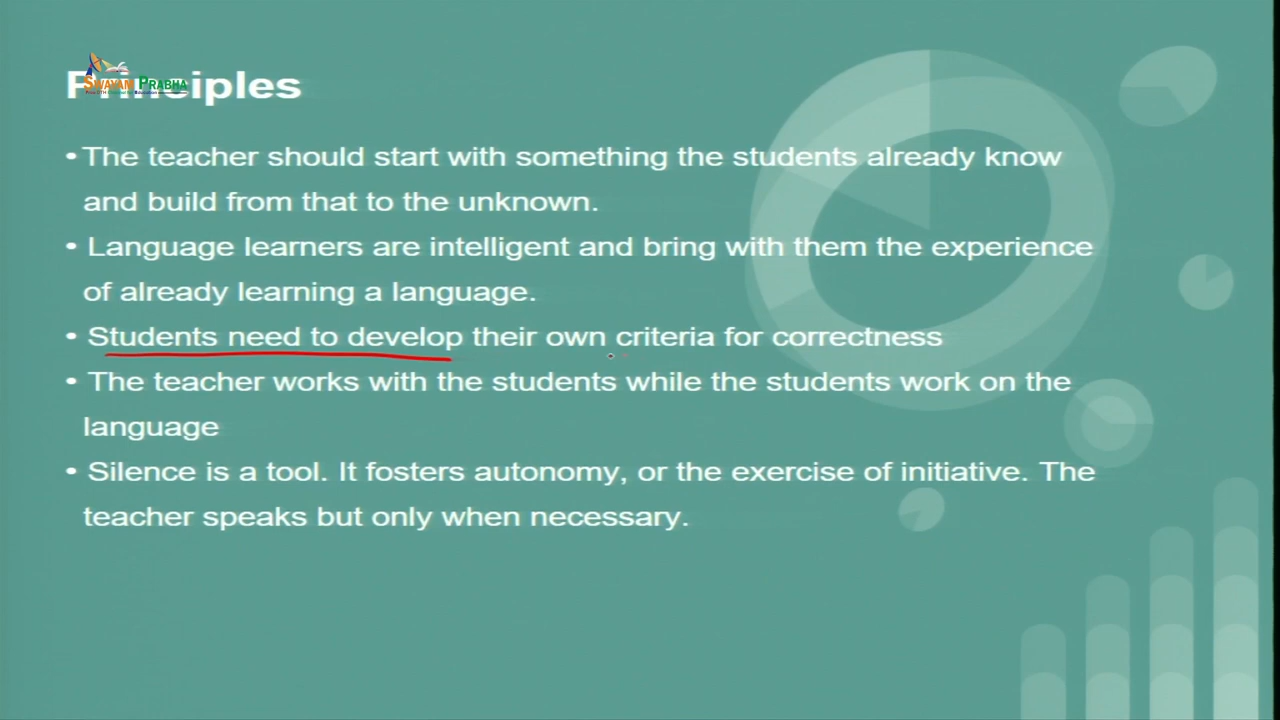 Principles
SWAYAM PRABHA
• The teacher should start with something the students already know
and build from that to the unknown.
• Language learners are intelligent and bring with them the experience
of already learning a language.
• Students need to develop their own criteria for correctness
• The teacher works with the students while the students work on the
language
• Silence is a tool. It fosters autonomy, or the exercise of initiative. The
teacher speaks but only when necessary.